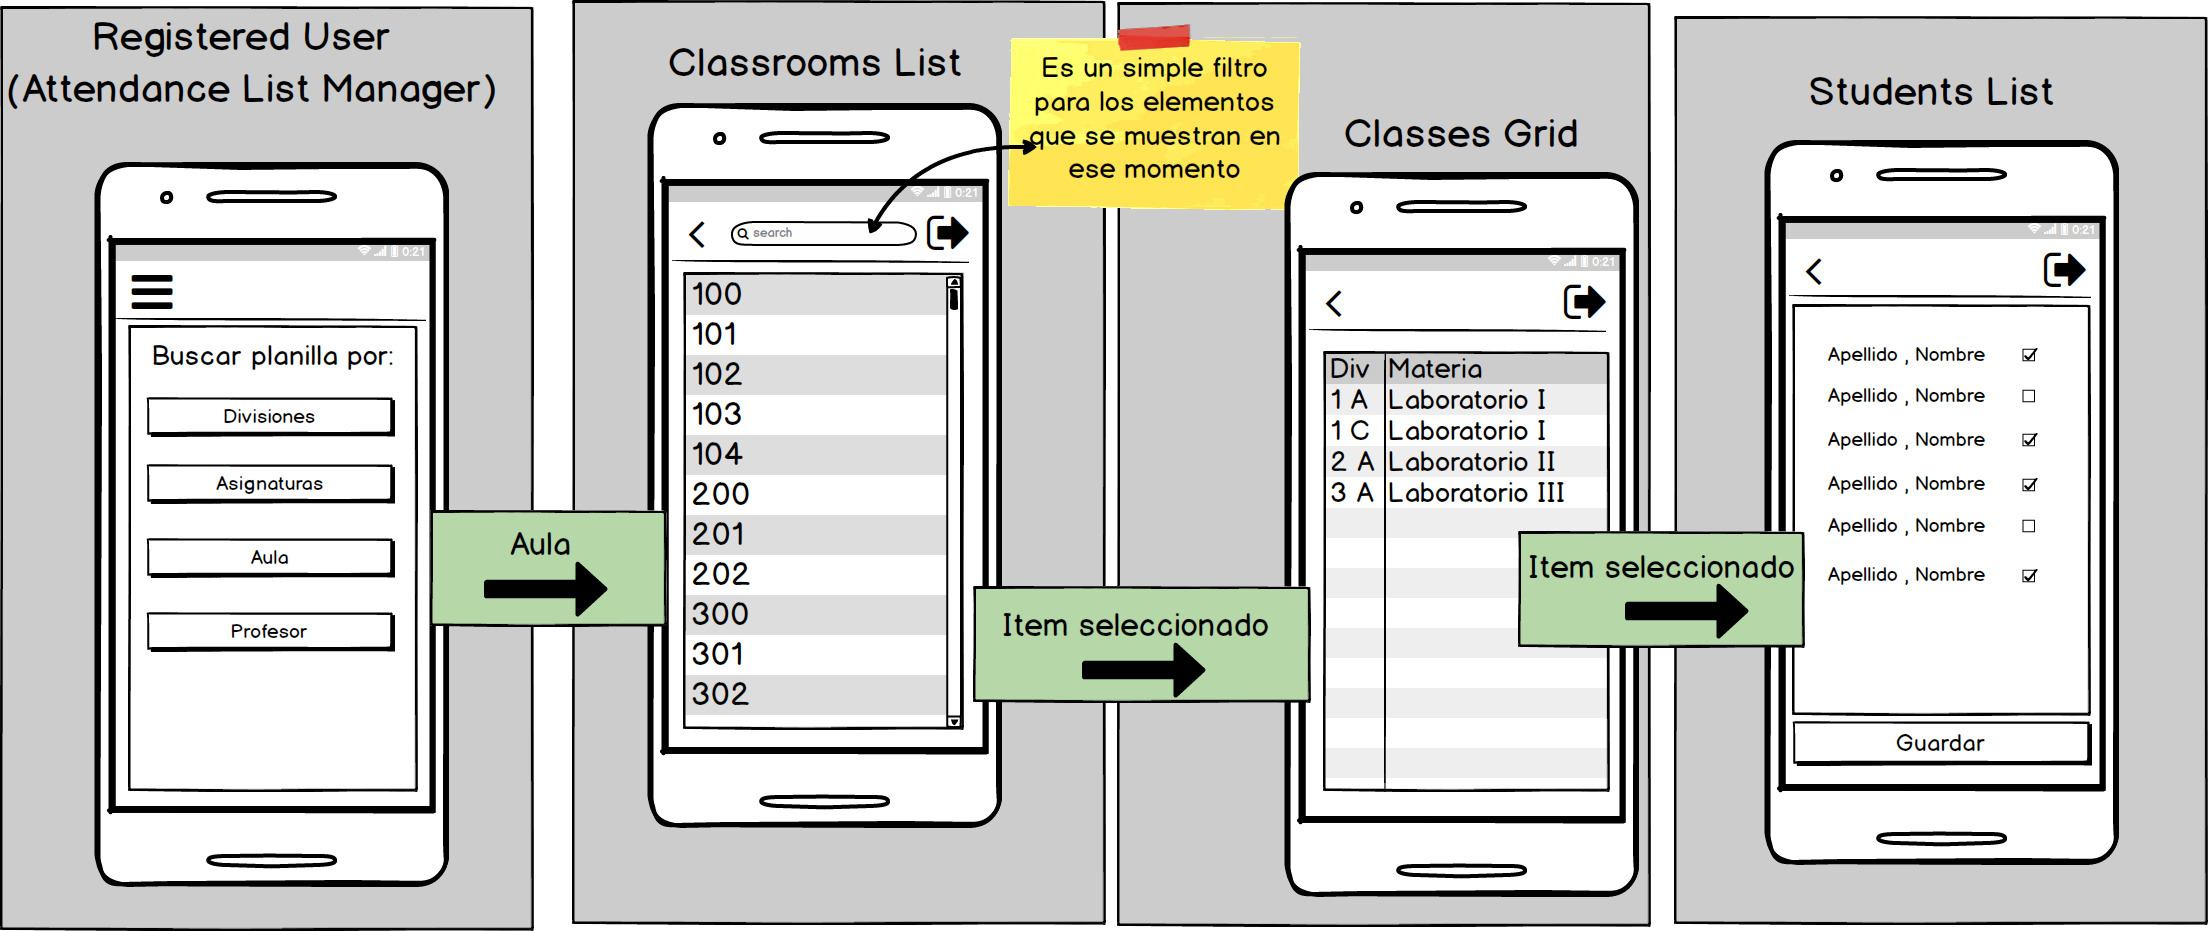 Registered User
(Attendance List Manager)
0:21
Buscar planilla por:
Divisiones
Asignaturas
Aula
Profesor
Aula
Classrooms List
0:21
search
100
101
102
103
104
200
201
202
300
301
302
Es un simple filtro
para los elementos
que se muestran en
ese momento
Item seleccionado
Classes Grid
0:21
Div Materia
1 A Laboratorio I
1 C Laboratorio I
2 A Laboratorio II
3 A Laboratorio III
Item seleccionado
Students List
0:21
Apellido , Nombre
Apellido , Nombre
Apellido , Nombre
Apellido , Nombre
Apellido , Nombre
Apellido , Nombre
Guardar